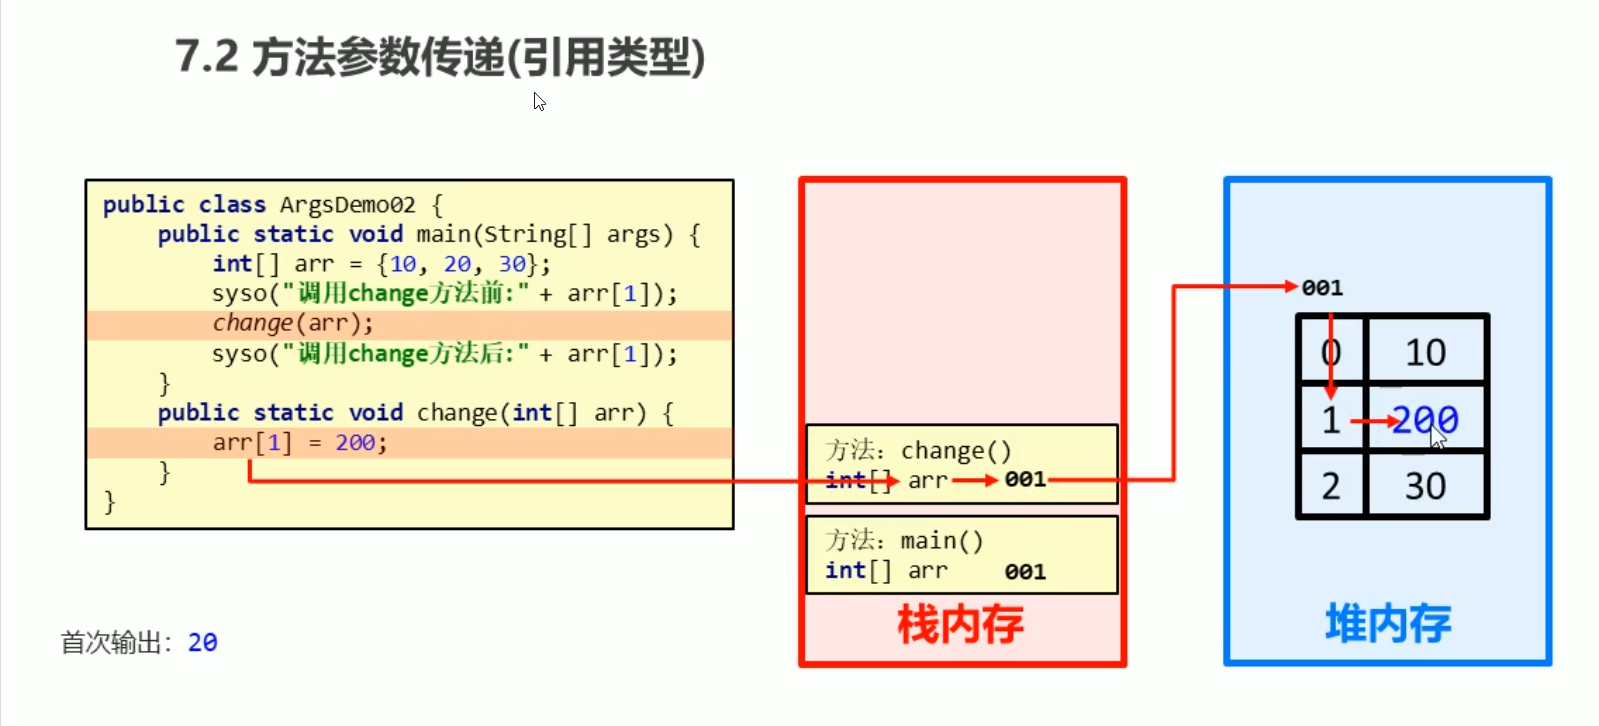 7.2 方法参数传递(引用类型)
public class ArgsDemo02 {
public static void main(String[] args) {
int[] arr = {10, 20, 30};
syso("调用change方法前:" + arr[1]);
change(arr);
syso("调用change方法后:" + arr[1]);
}
public static void change(int[] arr) {
arr[1] = 200;
}
}
首次输出：20
方法：change()
int[] arr 001
方法：main()
int[] arr 001
栈内存
001
0 10
1 200
2 30
堆内存